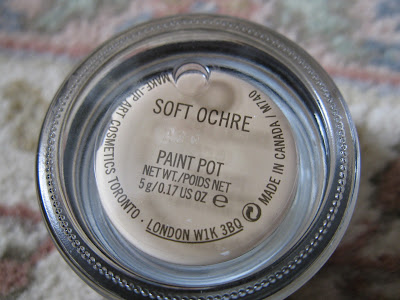 SOFT OCHRE
PAINT POT
NET WT./POIDS NET
5 g/0.17 US OZ e
MAKE-UP ART COSMETICS TORONTO · LONDON W1K 3BQ
MADE IN CANADA / M740